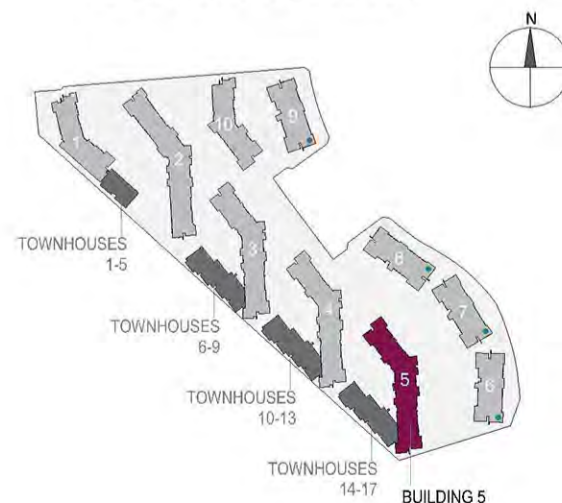 N
9
10
1
2
TOWNHOUSES
1-5
3
8
TOWNHOUSES
6-9
4
7
TOWNHOUSES
10-13
5
6
TOWNHOUSES
14-17
BUILDING 5